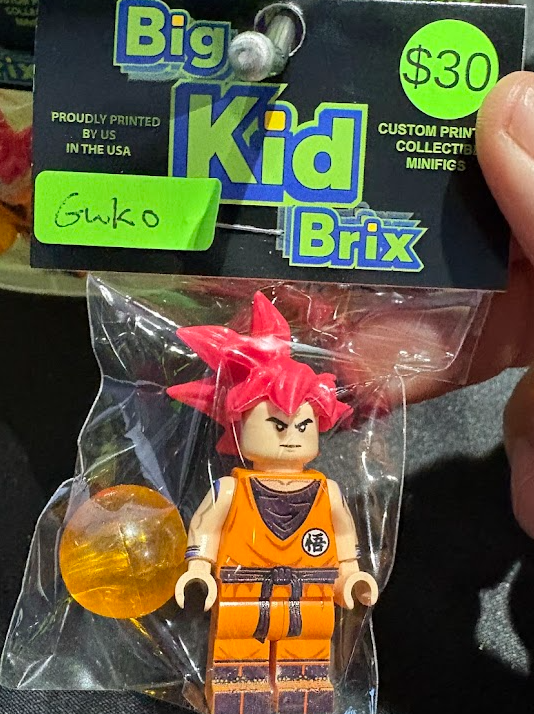 Big
Kid
Brix
$30
PROUDLY PRINTED
BY US
IN THE USA
CUSTOM PRINT
COLLECTIB
MINIFIGS
Gwko
悟